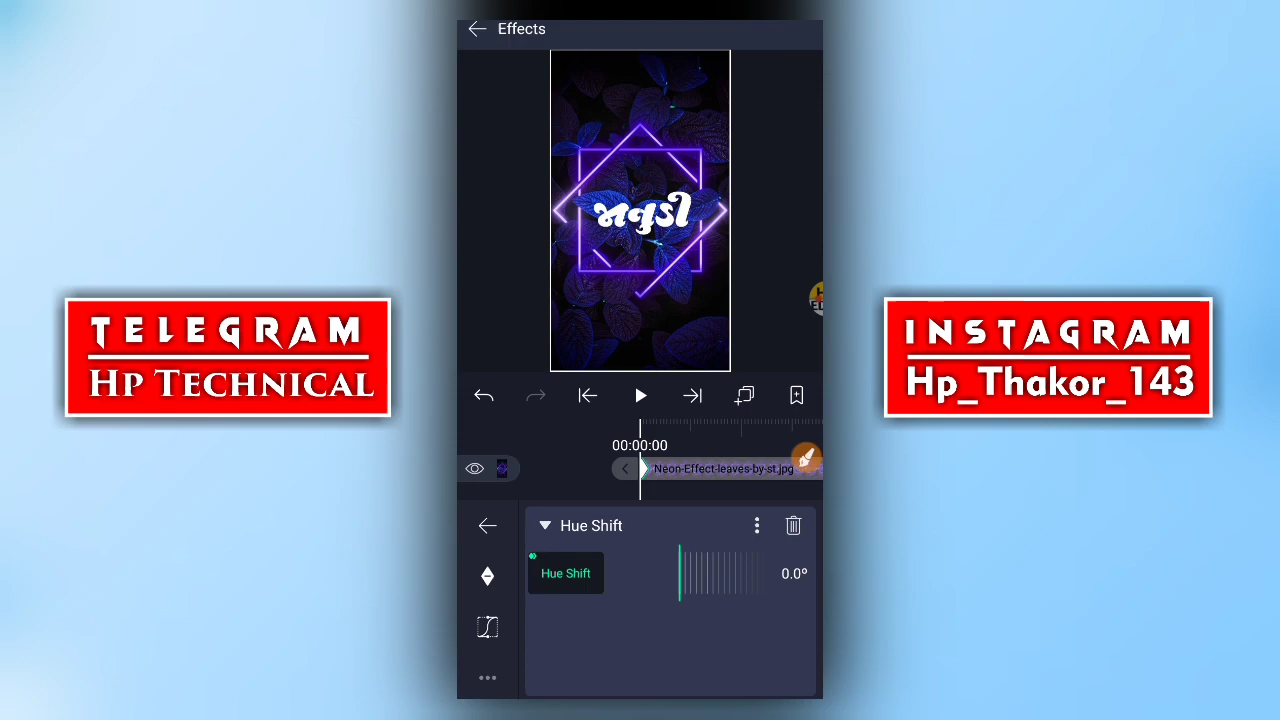 Effects
જાનુડી
TELEGRAM
HP TECHNICAL
INSTAGRAM
Hp_Thakor_143
00:00:00
Neon-Effect-leaves-by-st.jpg
Hue Shift
Hue Shift
0.0º